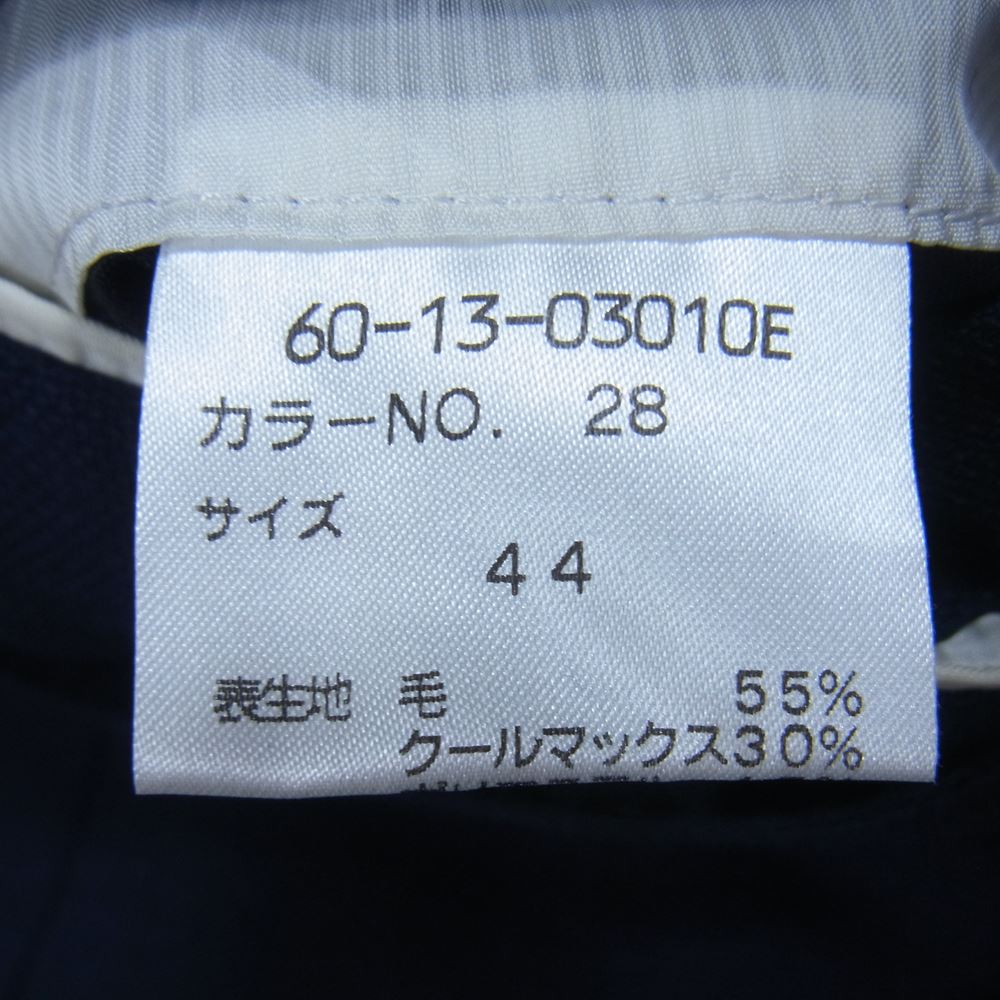 60-13-03010E
カラーNO. 28
サイズ
44
表生地 毛 55%
クールマックス30%